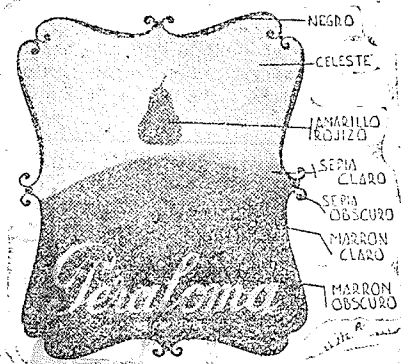 NEGRO
CELESTE
AMARILLO
ROJIZO
SEPIA
CLARO
SEPIA
OBSCURO
MARRON
CLARO
Peraloma
MARRON
OBSCURO